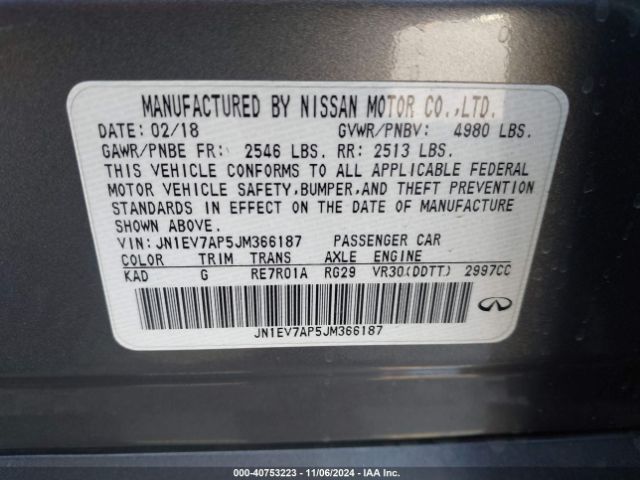 MANUFACTURED BY NISSAN MOTOR CO.,LTD.
DATE: 02/18 GVWR/PNBV: 4980 LBS.
GAWR/PNBE FR: 2546 LBS. RR: 2513 LBS.
THIS VEHICLE CONFORMS TO ALL APPLICABLE FEDERAL
MOTOR VEHICLE SAFETY,BUMPER,AND THEFT PREVENTION
STANDARDS IN EFFECT ON THE DATE OF MANUFACTURE
SHOWN ABOVE.
VIN: JN1EV7AP5JM366187 PASSENGER CAR
COLOR TRIM TRANS AXLE ENGINE
KAD G RE7R01A RG29 VR30(DDTT) 2997CC
JN1EV7AP5JM366187
000-40753223 - 11/06/2024 - IAA Inc.